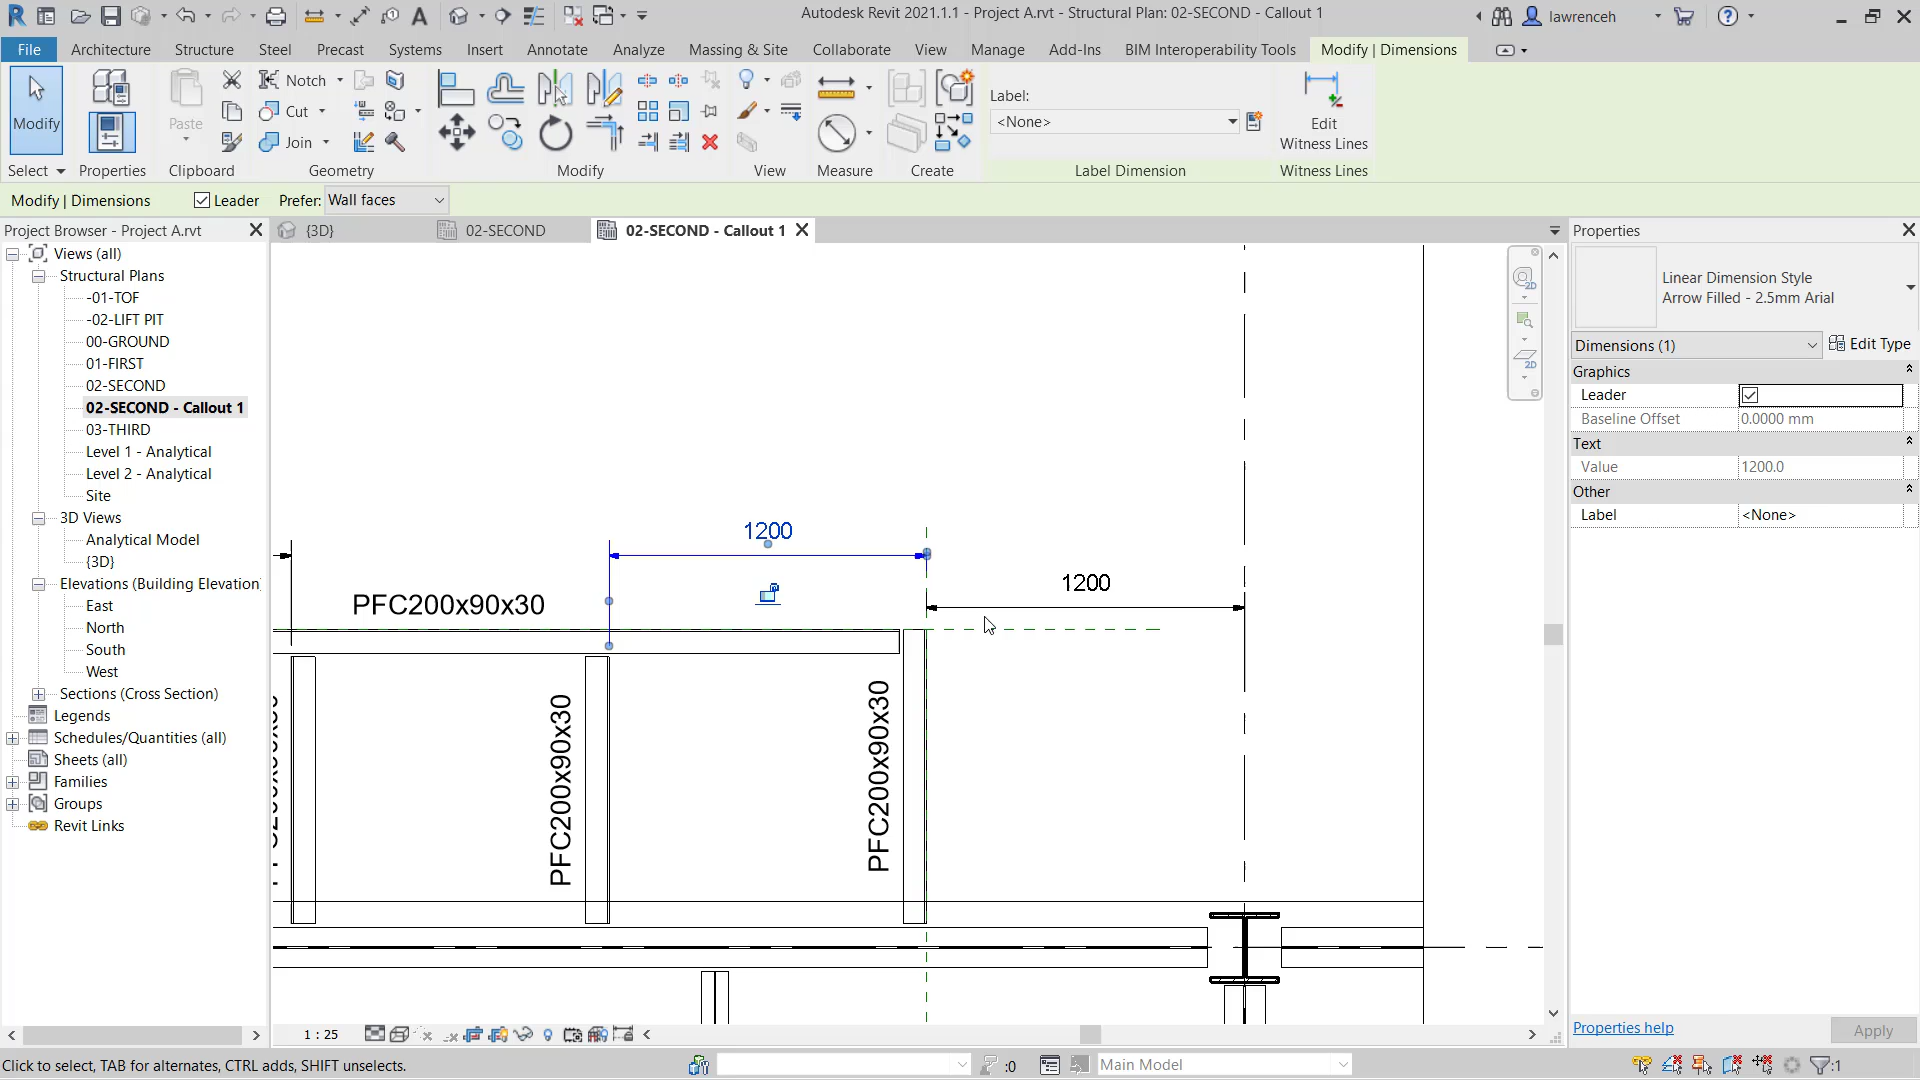 Autodesk Revit 2021.1.1 - Project A.rvt - Structural Plan: 02-SECOND - Callout 1
lawrenceh
File Architecture Structure Steel Precast Systems Insert Annotate Analyze Massing & Site Collaborate View Manage Add-Ins BIM Interoperability Tools Modify | Dimensions
Modify
Paste
Notch
Cut
Join
Label:
<None>
Edit
Witness Lines
Select Properties Clipboard Geometry Modify View Measure Create Label Dimension Witness Lines
Modify | Dimensions Leader Prefer: Wall faces
Project Browser - Project A.rvt
Views (all)
Structural Plans
-01-TOF
-02-LIFT PIT
00-GROUND
01-FIRST
02-SECOND
02-SECOND - Callout 1
03-THIRD
Level 1 - Analytical
Level 2 - Analytical
Site
3D Views
Analytical Model
{3D}
Elevations (Building Elevation)
East
North
South
West
Sections (Cross Section)
Legends
Schedules/Quantities (all)
Sheets (all)
Families
Groups
Revit Links
{3D} 02-SECOND 02-SECOND - Callout 1
1200
1200
PFC200x90x30
PFC200x90x30
PFC200x90x30
2D
2D
Properties
Linear Dimension Style
Arrow Filled - 2.5mm Arial
Dimensions (1) Edit Type
Graphics
Leader
Baseline Offset 0.0000 mm
Text
Value 1200.0
Other
Label <None>
Properties help Apply
1 : 25
Click to select, TAB for alternates, CTRL adds, SHIFT unselects.
:0
Main Model
:1